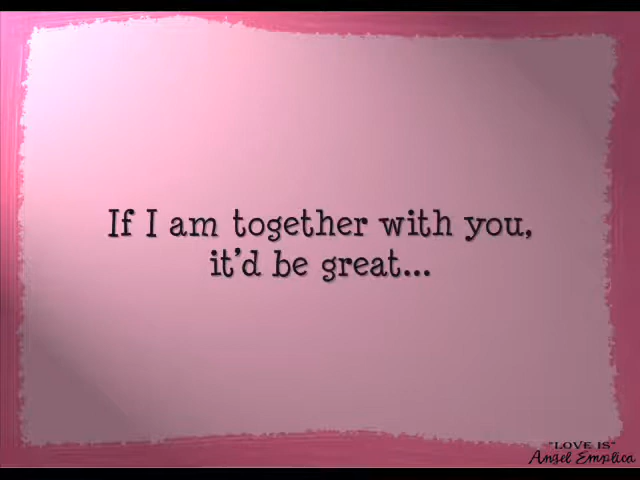 If I am together with you,
it'd be great...
"LOVE IS"
Angel Emplica